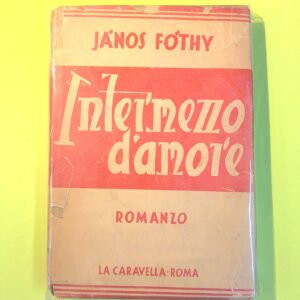 JÁNOS FÓTHY
Intermezzo
d'amore
ROMANZO
LA CARAVELLA-ROMA